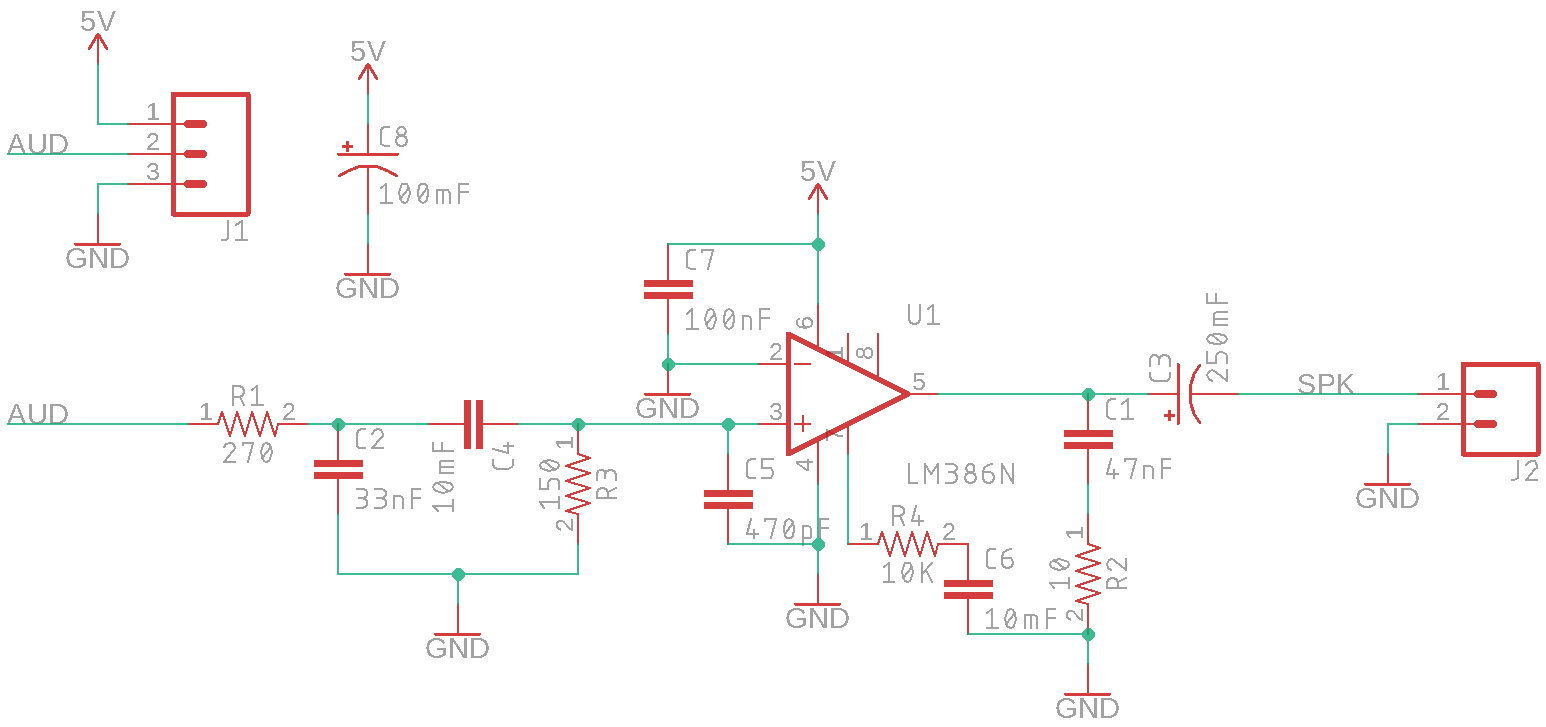 5V
1
AUD
2
3
J1
GND
5V
C8
100mF
GND
5V
C7
100nF
GND
6
U1
2
1
8
3
7
4
5
LM386N
AUD
1
R1
2
270
C2
33nF
10mF
C4
1
150
R3
2
GND
C5
470pF
GND
1
R4
2
10K
C6
10mF
C1
47nF
1
10
R2
2
GND
C3
250mF
SPK
1
2
J2
GND